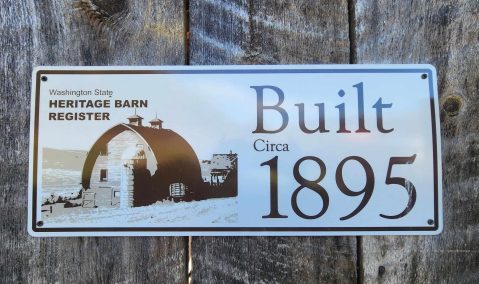 Washington State
HERITAGE BARN
REGISTER
Built
Circa
1895